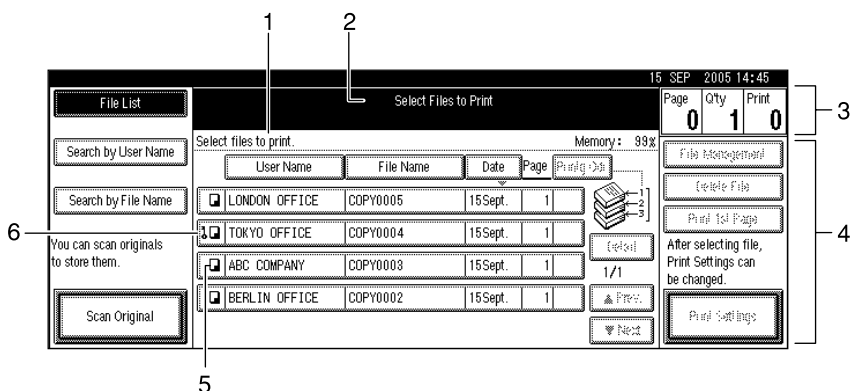 1 2
15 SEP 2005 14:45
File List
Select Files to Print
Page Q'ty Print
0 1 0
3
Select files to print.
Memory: 99%
Search by User Name
User Name File Name Date Page Print'g Odr
File Management
Delete File
Search by File Name
LONDON OFFICE COPY0005 15Sept. 1
1
2
3
Print 1st Page
6
TOKYO OFFICE COPY0004 15Sept. 1
4
You can scan originals
to store them.
Detail
After selecting file,
Print Settings can
be changed.
ABC COMPANY COPY0003 15Sept. 1
1/1
Scan Original
BERLIN OFFICE COPY0002 15Sept. 1
▲ Prev.
Print Settings
▼ Next
5